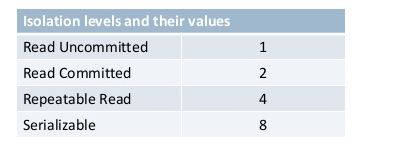 Isolation levels and their values
Read Uncommitted 1
Read Committed 2
Repeatable Read 4
Serializable 8